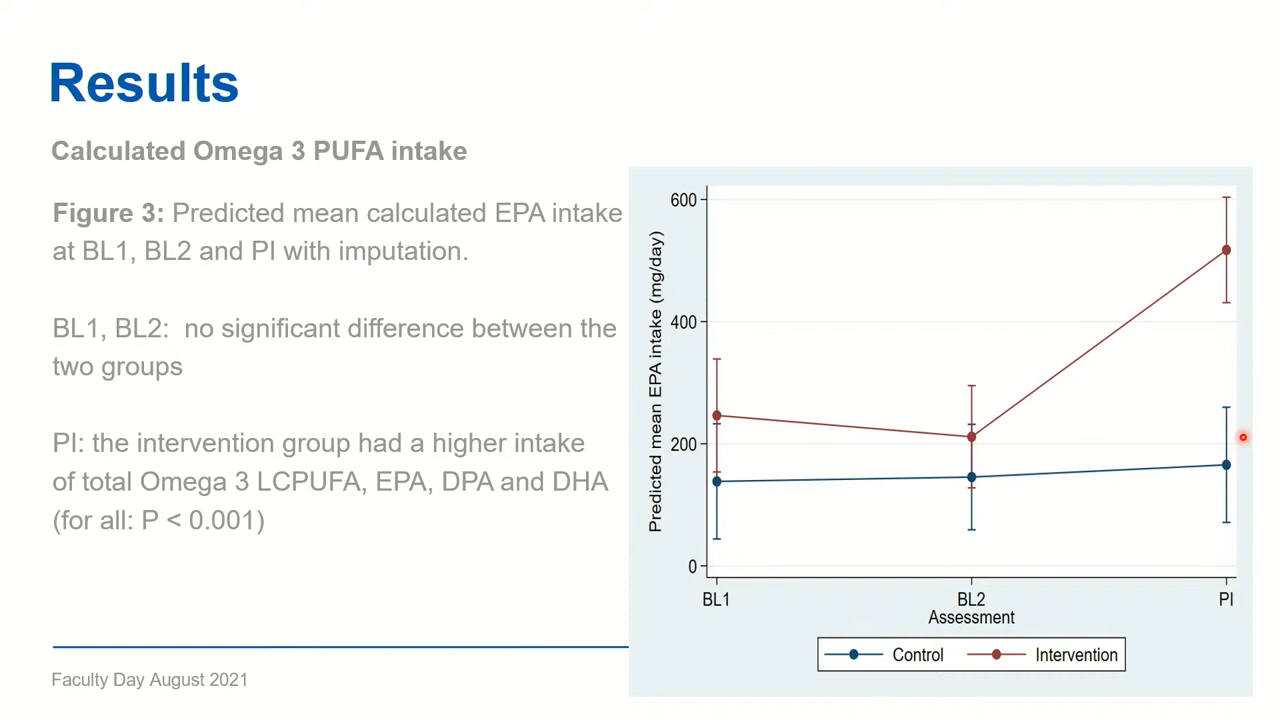 Results
Calculated Omega 3 PUFA intake
Figure 3: Predicted mean calculated EPA intake
at BL1, BL2 and PI with imputation.
BL1, BL2:  no significant difference between the
two groups
PI: the intervention group had a higher intake
of total Omega 3 LCPUFA, EPA, DPA and DHA
(for all: P < 0.001)
Predicted mean EPA intake (mg/day)
600
400
200
0
BL1
BL2
PI
Assessment
Control
Intervention
Faculty Day August 2021